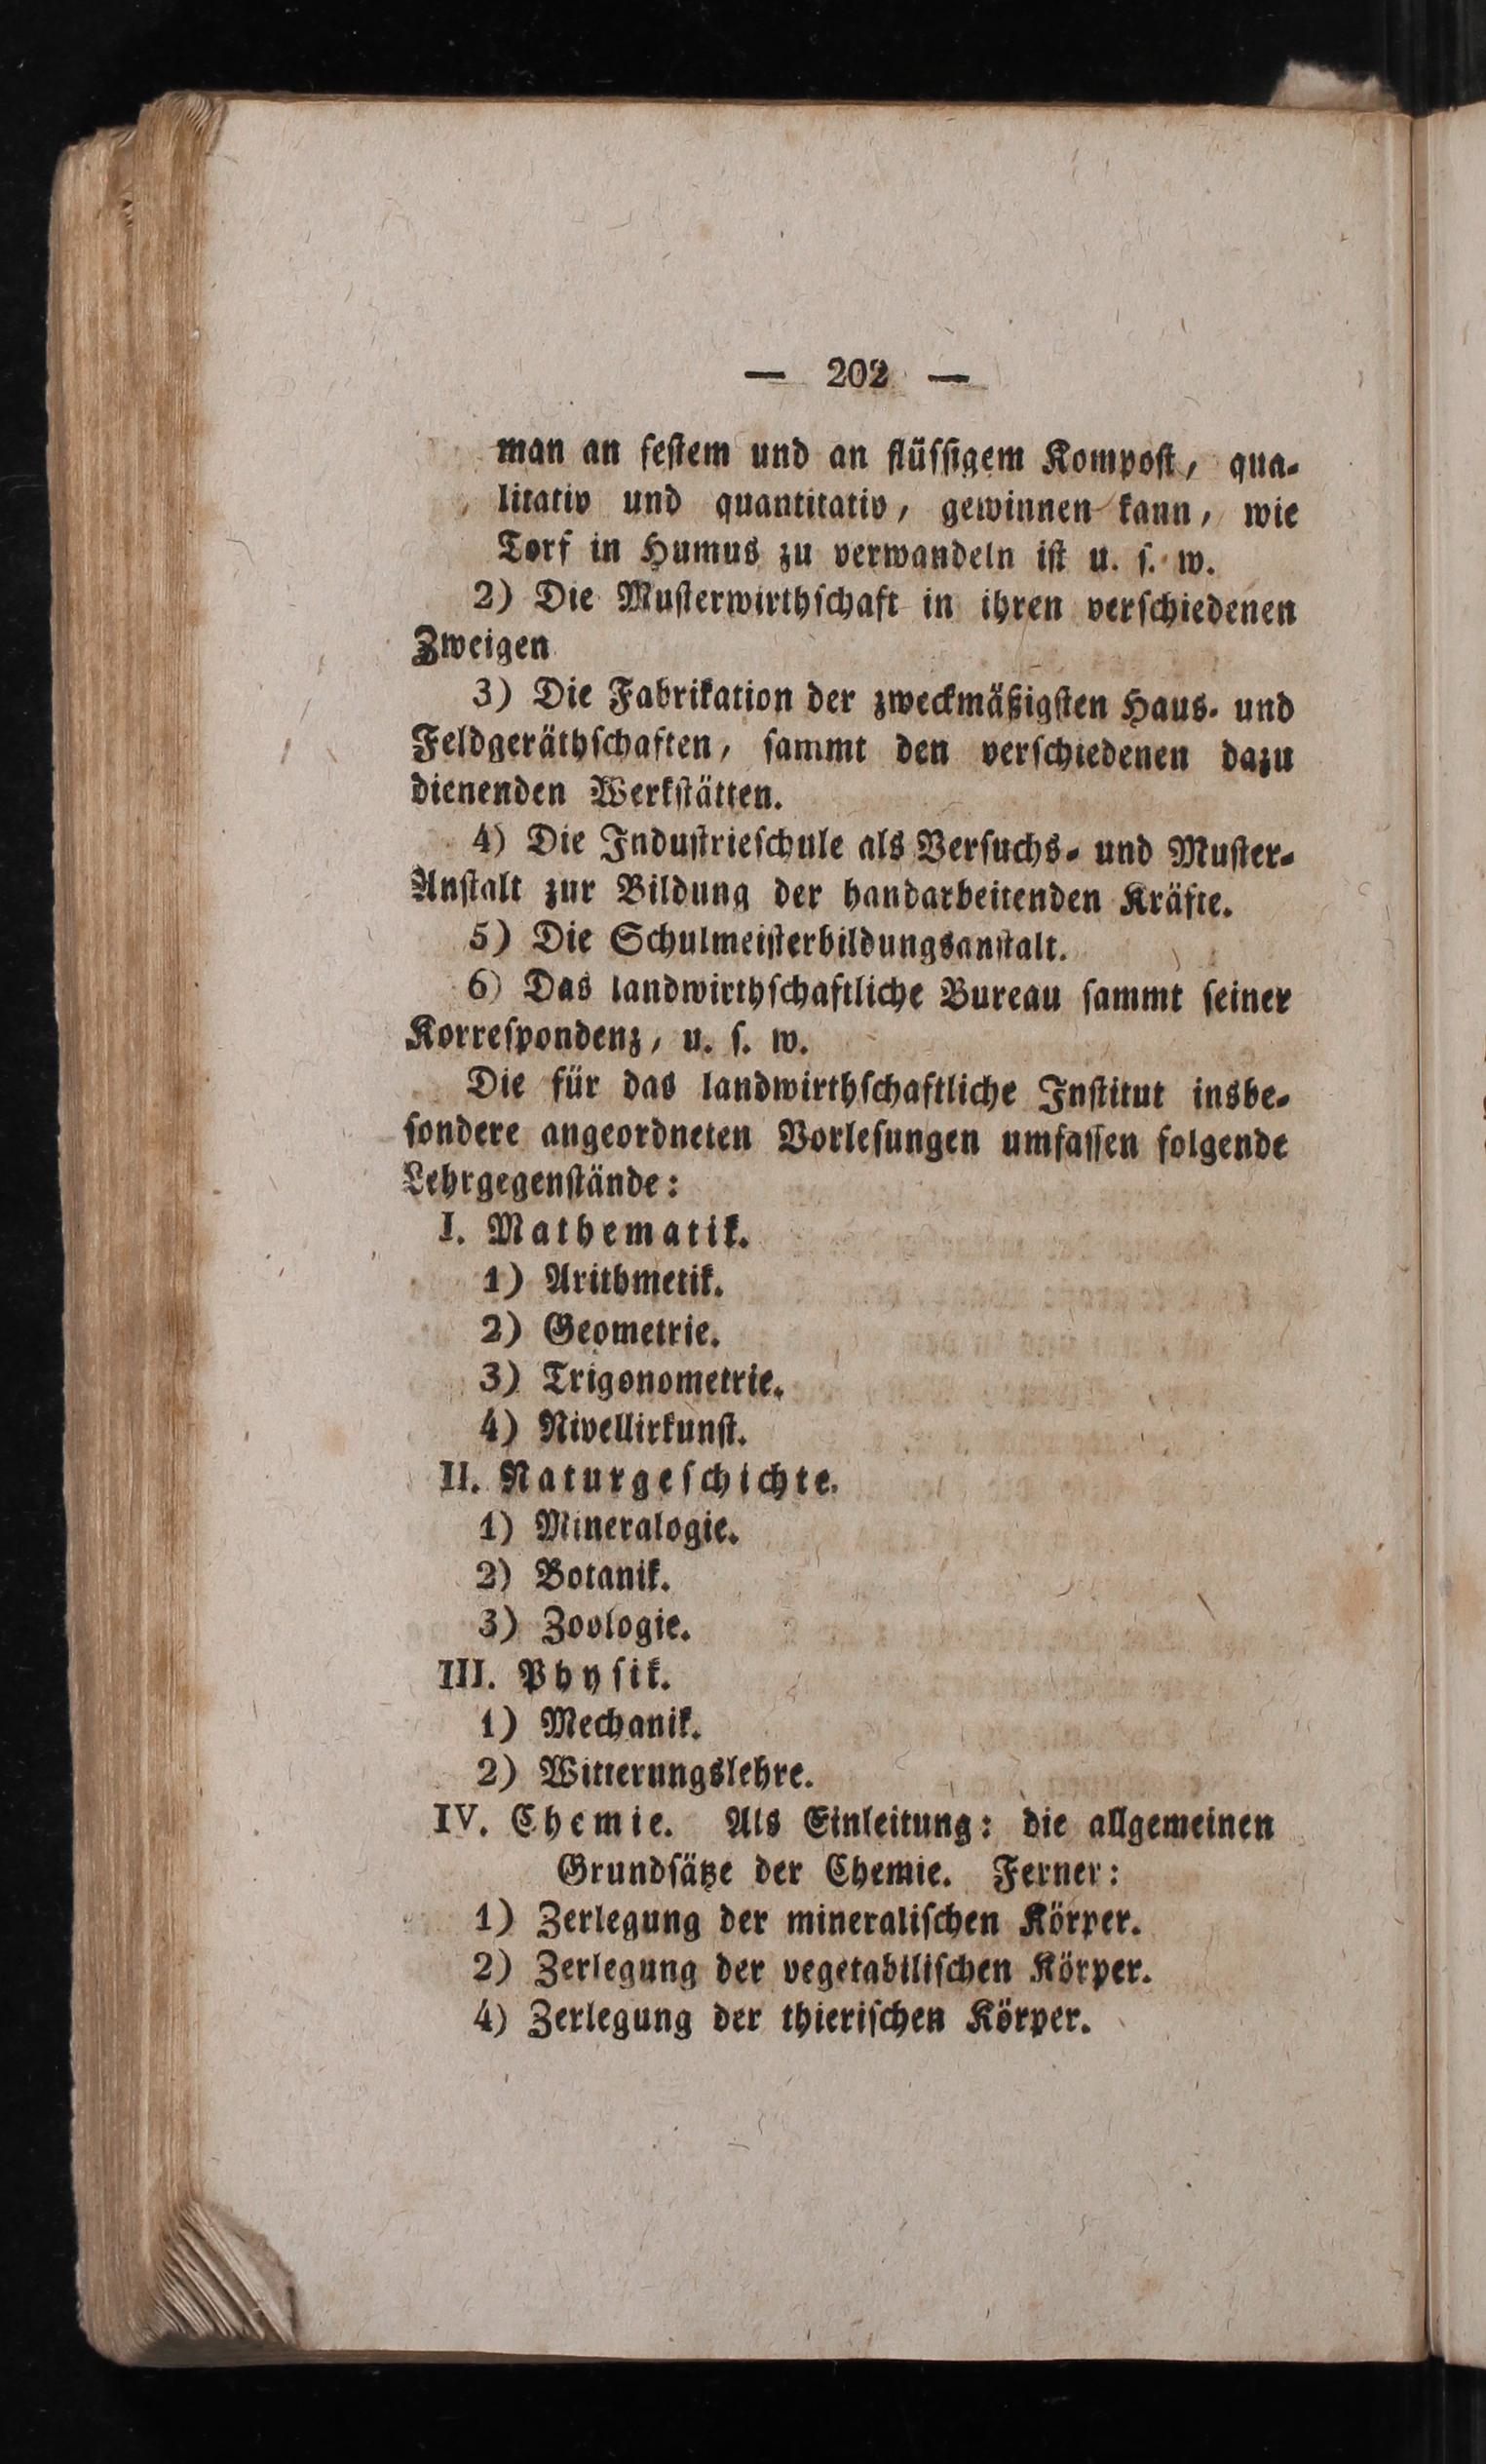 — 202 —
man an feſtem und an flüſſigem Kompoſt, qua-
litativ und quantitativ, gewinnen kann, wie
Torf in Humus zu verwandeln iſt u. ſ. w.
2) Die Muſterwirthſchaft in ihren verſchiedenen
Zweigen
3) Die Fabrikation der zweckmäßigſten Haus- und
Feldgeräthſchaften, ſammt den verſchiedenen dazu
dienenden Werkſtätten.
4) Die Induſtrieſchule als Verſuchs- und Muſter-
Anſtalt zur Bildung der handarbeitenden Kräfte.
5) Die Schulmeiſterbildungsanſtalt.
6) Das landwirthſchaftliche Bureau ſammt ſeiner
Korreſpondenz, u. ſ. w.
Die für das landwirthſchaftliche Inſtitut insbe-
ſondere angeordneten Vorleſungen umfaſſen folgende
Lehrgegenſtände:
I. Mathematik.
1) Arithmetik.
2) Geometrie.
3) Trigonometrie.
4) Nivellirkunſt.
II. Naturgeſchichte.
1) Mineralogie.
2) Botanik.
3) Zoologie.
III. Phyſik.
1) Mechanik.
2) Witterungslehre.
IV. Chemie. Als Einleitung: die allgemeinen
Grundſätze der Chemie. Ferner:
1) Zerlegung der mineraliſchen Körper.
2) Zerlegung der vegetabiliſchen Körper.
4) Zerlegung der thieriſchen Körper.